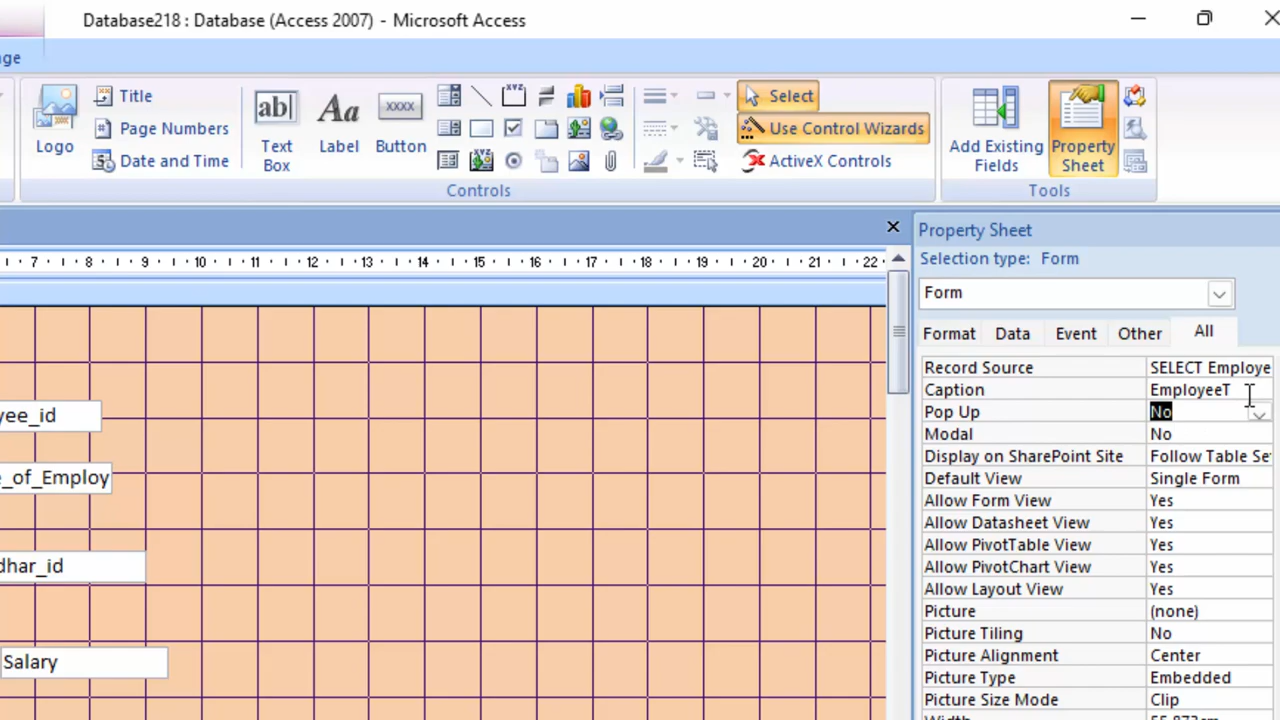 Database218 : Database (Access 2007) - Microsoft Access
ge
Logo
Title
Page Numbers
Date and Time
ab|
Text Box
Aa
Label
xxxx
Button
XYZ
Select
Use Control Wizards
ActiveX Controls
Controls
Add Existing Fields
Property Sheet
Tools
7 8 9 10 11 12 13 14 15 16 17 18 19 20 21 22
yee_id
e_of_Employ
dhar_id
Salary
Property Sheet
Selection type: Form
Form
Format Data Event Other All
Record Source SELECT Employe
Caption EmployeeT
Pop Up No
Modal No
Display on SharePoint Site Follow Table Se
Default View Single Form
Allow Form View Yes
Allow Datasheet View Yes
Allow PivotTable View Yes
Allow PivotChart View Yes
Allow Layout View Yes
Picture (none)
Picture Tiling No
Picture Alignment Center
Picture Type Embedded
Picture Size Mode Clip